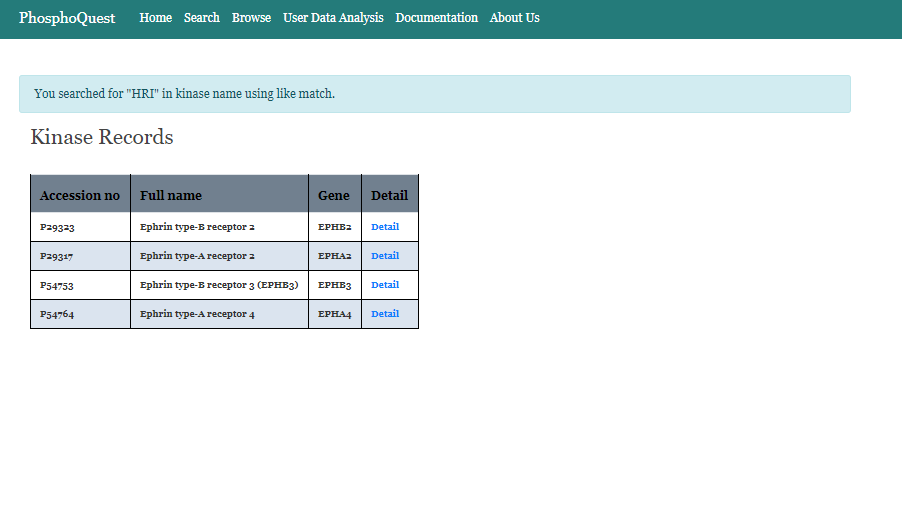 PhosphoQuest Home Search Browse User Data Analysis Documentation About Us
You searched for "HRI" in kinase name using like match.
Kinase Records
Accession no Full name Gene Detail
P29323 Ephrin type-B receptor 2 EPHB2 Detail
P29317 Ephrin type-A receptor 2 EPHA2 Detail
P54753 Ephrin type-B receptor 3 (EPHB3) EPHB3 Detail
P54764 Ephrin type-A receptor 4 EPHA4 Detail